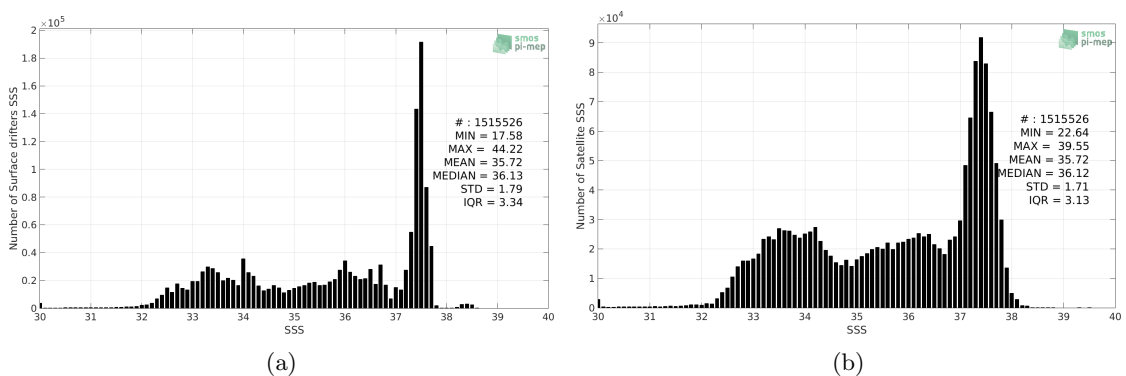 ×10^5
2
1.8
1.6
1.4
1.2
1
0.8
0.6
0.4
0.2
0
Number of Surface drifters SSS
30 31 32 33 34 35 36 37 38 39 40
SSS
smos
pi-mep
# : 1515526
MIN = 17.58
MAX = 44.22
MEAN = 35.72
MEDIAN = 36.13
STD = 1.79
IQR = 3.34
(a)
×10^4
9
8
7
6
5
4
3
2
1
0
Number of Satellite SSS
30 31 32 33 34 35 36 37 38 39 40
SSS
smos
pi-mep
# : 1515526
MIN = 22.64
MAX = 39.55
MEAN = 35.72
MEDIAN = 36.12
STD = 1.71
IQR = 3.13
(b)